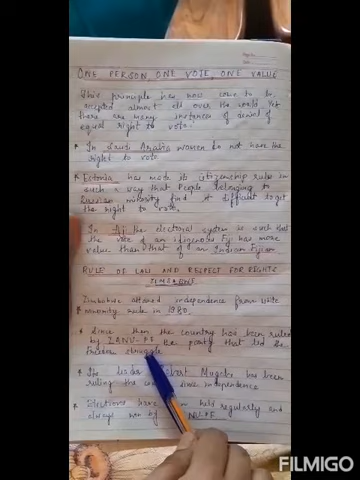 ONE PERSON, ONE VOTE, ONE VALUE
This principle has now come to be
accepted almost all over the world. Yet
there are many instances of denial of
equal right to vote.
In Saudi Arabia women do not have the
right to vote
Estonia has made its citizenship rules in
such a way that People belonging to
Russian minority find it difficult to get
the right to vote.
In Fiji the electoral system is such that
the vote of an indigenous Fiji has more
value than that of an Indian Fijian
RULE OF LAW AND RESPECT FOR RIGHTS
ZIMBABWE
Zimbabwe attained independence from white
minority rule in 1980.
Since then the country has been ruled
by ZANU-PF, the party that led the
freedom struggle
The leader Robert Mugabe has been
ruling the since independence
Elections have been held regularly and
always won by ZANU-PF
FILMIGO